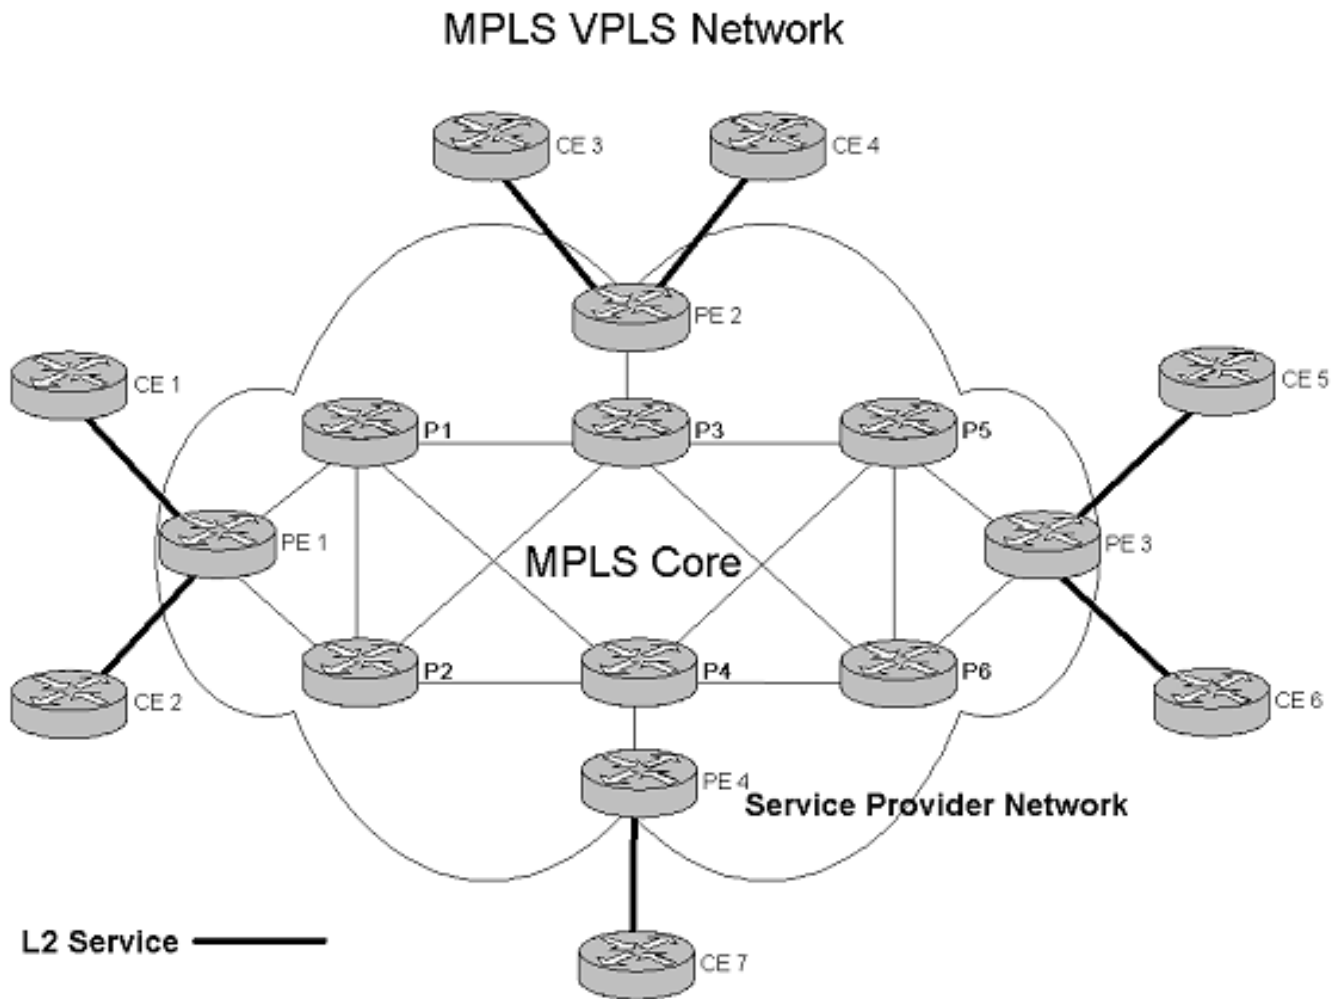 MPLS VPLS Network
CE 3
CE 4
PE 2
CE 1
CE 5
P1
P3
P5
PE 1
MPLS Core
PE 3
P2
P4
P6
CE 2
CE 6
PE 4
Service Provider Network
L2 Service
CE 7